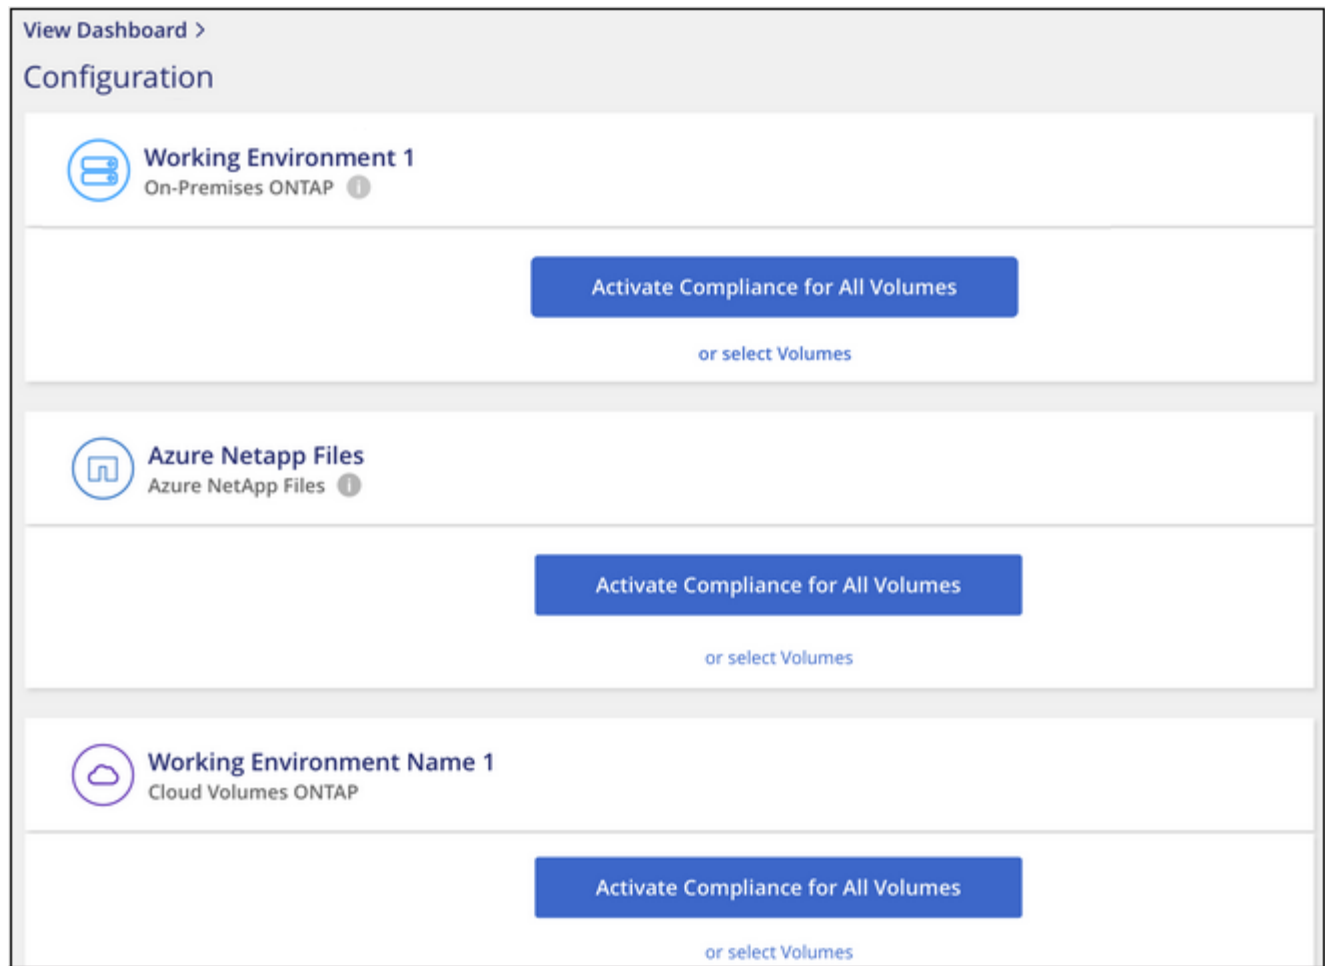 View Dashboard >
Configuration
Working Environment 1
On-Premises ONTAP i
Activate Compliance for All Volumes
or select Volumes
Azure Netapp Files
Azure NetApp Files i
Activate Compliance for All Volumes
or select Volumes
Working Environment Name 1
Cloud Volumes ONTAP
Activate Compliance for All Volumes
or select Volumes